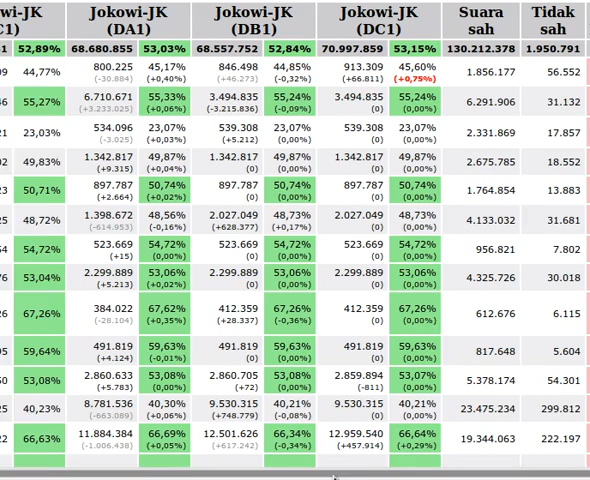 wi-JK Jokowi-JK Jokowi-JK Jokowi-JK Suara Tidak
C1) (DA1) (DB1) (DC1) sah sah
31 52,89% 68.680.855 53,03% 68.557.752 52,84% 70.997.859 53,15% 130.212.378 1.950.791
09 44,77% 800.225 45,17% 846.498 44,85% 913.309 45,60% 1.856.177 56.552
(-30.884) (+0,40%) (+46.273) (-0,32%) (+66.811) (+0,75%)
46 55,27% 6.710.671 55,33% 3.494.835 55,24% 3.494.835 55,24% 6.291.906 31.132
(+3.233.025) (+0,06%) (-3.215.836) (-0,09%) (0) (0,00%)
21 23,03% 534.096 23,07% 539.308 23,07% 539.308 23,07% 2.331.869 17.857
(-3.025) (+0,03%) (+5.212) (0,00%) (0) (0,00%)
02 49,83% 1.342.817 49,87% 1.342.817 49,87% 1.342.817 49,87% 2.675.785 18.552
(+9.315) (+0,04%) (0) (0,00%) (0) (0,00%)
23 50,71% 897.787 50,74% 897.787 50,74% 897.787 50,74% 1.764.854 13.883
(+2.664) (+0,02%) (0) (0,00%) (0) (0,00%)
25 48,72% 1.398.672 48,56% 2.027.049 48,73% 2.027.049 48,73% 4.133.032 31.681
(-614.953) (-0,16%) (+628.377) (+0,17%) (0) (0,00%)
54 54,72% 523.669 54,72% 523.669 54,72% 523.669 54,72% 956.821 7.802
(+15) (0,00%) (0) (0,00%) (0) (0,00%)
76 53,04% 2.299.889 53,06% 2.299.889 53,06% 2.299.889 53,06% 4.325.726 30.018
(+5.213) (+0,02%) (0) (0,00%) (0) (0,00%)
26 67,26% 384.022 67,62% 412.359 67,26% 412.359 67,26% 612.676 6.115
(-28.104) (+0,35%) (+28.337) (-0,36%) (0) (0,00%)
95 59,64% 491.819 59,63% 491.819 59,63% 491.819 59,63% 817.648 5.604
(+4.124) (-0,01%) (0) (0,00%) (0) (0,00%)
50 53,08% 2.860.633 53,08% 2.860.705 53,08% 2.859.894 53,07% 5.378.174 54.301
(+5.783) (0,00%) (+72) (0,00%) (-811) (0,00%)
25 40,23% 8.781.536 40,30% 9.530.315 40,21% 9.530.315 40,21% 23.475.234 299.812
(-663.089) (+0,06%) (+748.779) (-0,08%) (0) (0,00%)
22 66,63% 11.884.384 66,69% 12.501.626 66,34% 12.959.540 66,64% 19.344.063 222.197
(-1.006.438) (+0,05%) (+617.242) (-0,34%) (+457.914) (+0,29%)